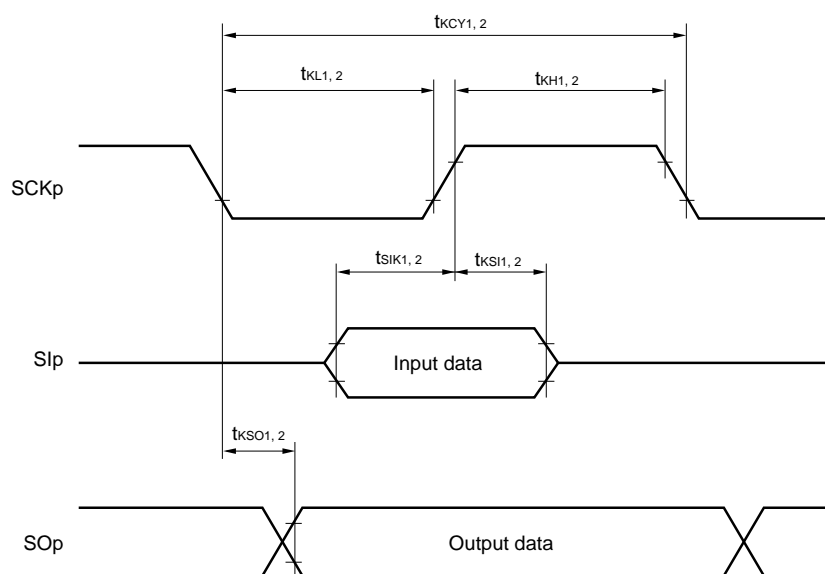 tKCY1, 2
tKL1, 2
tKH1, 2
SCKp
tSIK1, 2
tKSI1, 2
SIp
Input data
tKSO1, 2
SOp
Output data